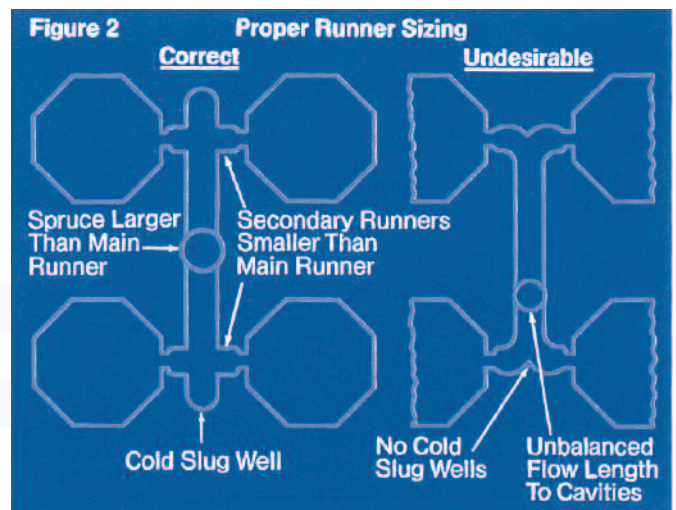 Figure 2
Proper Runner Sizing
Correct
Undesirable
Spruce Larger
Than Main
Runner
Secondary Runners
Smaller Than
Main Runner
Cold Slug Well
No Cold
Slug Wells
Unbalanced
Flow Length
To Cavities